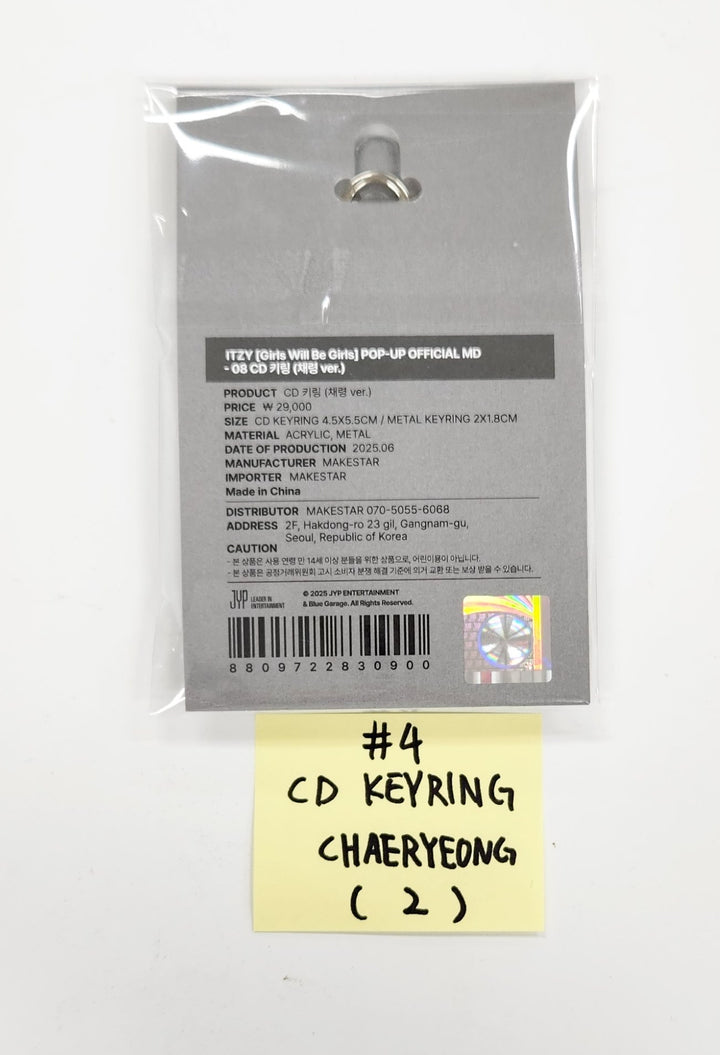 ITZY [Girls Will Be Girls] POP-UP OFFICIAL MD
- 08 CD 키링 (채령 ver.)
PRODUCT CD 키링 (채령 ver.)
PRICE ₩ 29,000
SIZE CD KEYRING 4.5X5.5CM / METAL KEYRING 2X1.8CM
MATERIAL ACRYLIC, METAL
DATE OF PRODUCTION 2025.06
MANUFACTURER MAKESTAR
IMPORTER MAKESTAR
Made in China
DISTRIBUTOR MAKESTAR 070-5055-6068
ADDRESS 2F, Hakdong-ro 23 gil, Gangnam-gu,
Seoul, Republic of Korea
CAUTION
- 본 상품은 사용 연령 만 14세 이상 분들을 위한 상품으로, 어린이용이 아닙니다.
- 본 상품은 공정거래위원회 고시 소비자 분쟁 해결 기준에 의거 교환 또는 보상 받을 수 있습니다.
JYP LEADER IN
ENTERTAINMENT
© 2025 JYP ENTERTAINMENT
& Blue Garage. All Rights Reserved.
8809722830900
#4
CD KEYRING
CHAERYEONG
( 2 )